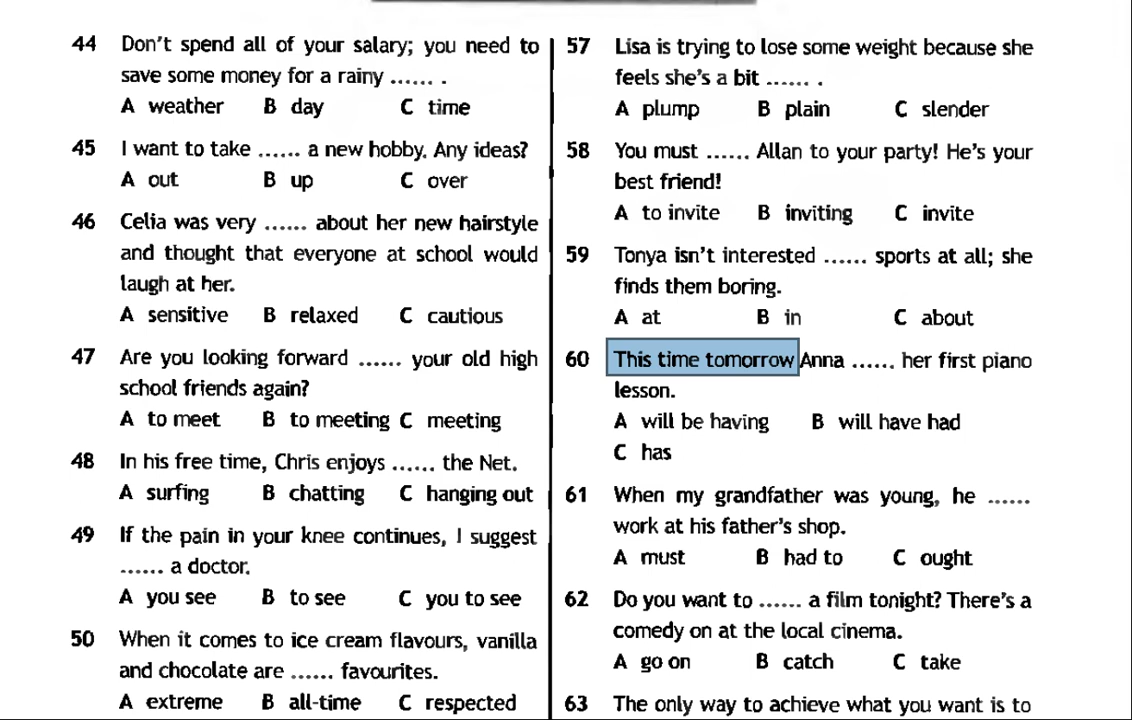 44 Don't spend all of your salary; you need to
save some money for a rainy ...... .
A weather B day C time
45 I want to take ...... a new hobby. Any ideas?
A out B up C over
46 Celia was very ...... about her new hairstyle
and thought that everyone at school would
laugh at her.
A sensitive B relaxed C cautious
47 Are you looking forward ...... your old high
school friends again?
A to meet B to meeting C meeting
48 In his free time, Chris enjoys ...... the Net.
A surfing B chatting C hanging out
49 If the pain in your knee continues, I suggest
...... a doctor.
A you see B to see C you to see
50 When it comes to ice cream flavours, vanilla
and chocolate are ...... favourites.
A extreme B all-time C respected
57 Lisa is trying to lose some weight because she
feels she's a bit ...... .
A plump B plain C slender
58 You must ...... Allan to your party! He's your
best friend!
A to invite B inviting C invite
59 Tonya isn't interested ...... sports at all; she
finds them boring.
A at B in C about
60 This time tomorrow Anna ...... her first piano
lesson.
A will be having B will have had
C has
61 When my grandfather was young, he ......
work at his father's shop.
A must B had to C ought
62 Do you want to ...... a film tonight? There's a
comedy on at the local cinema.
A go on B catch C take
63 The only way to achieve what you want is to